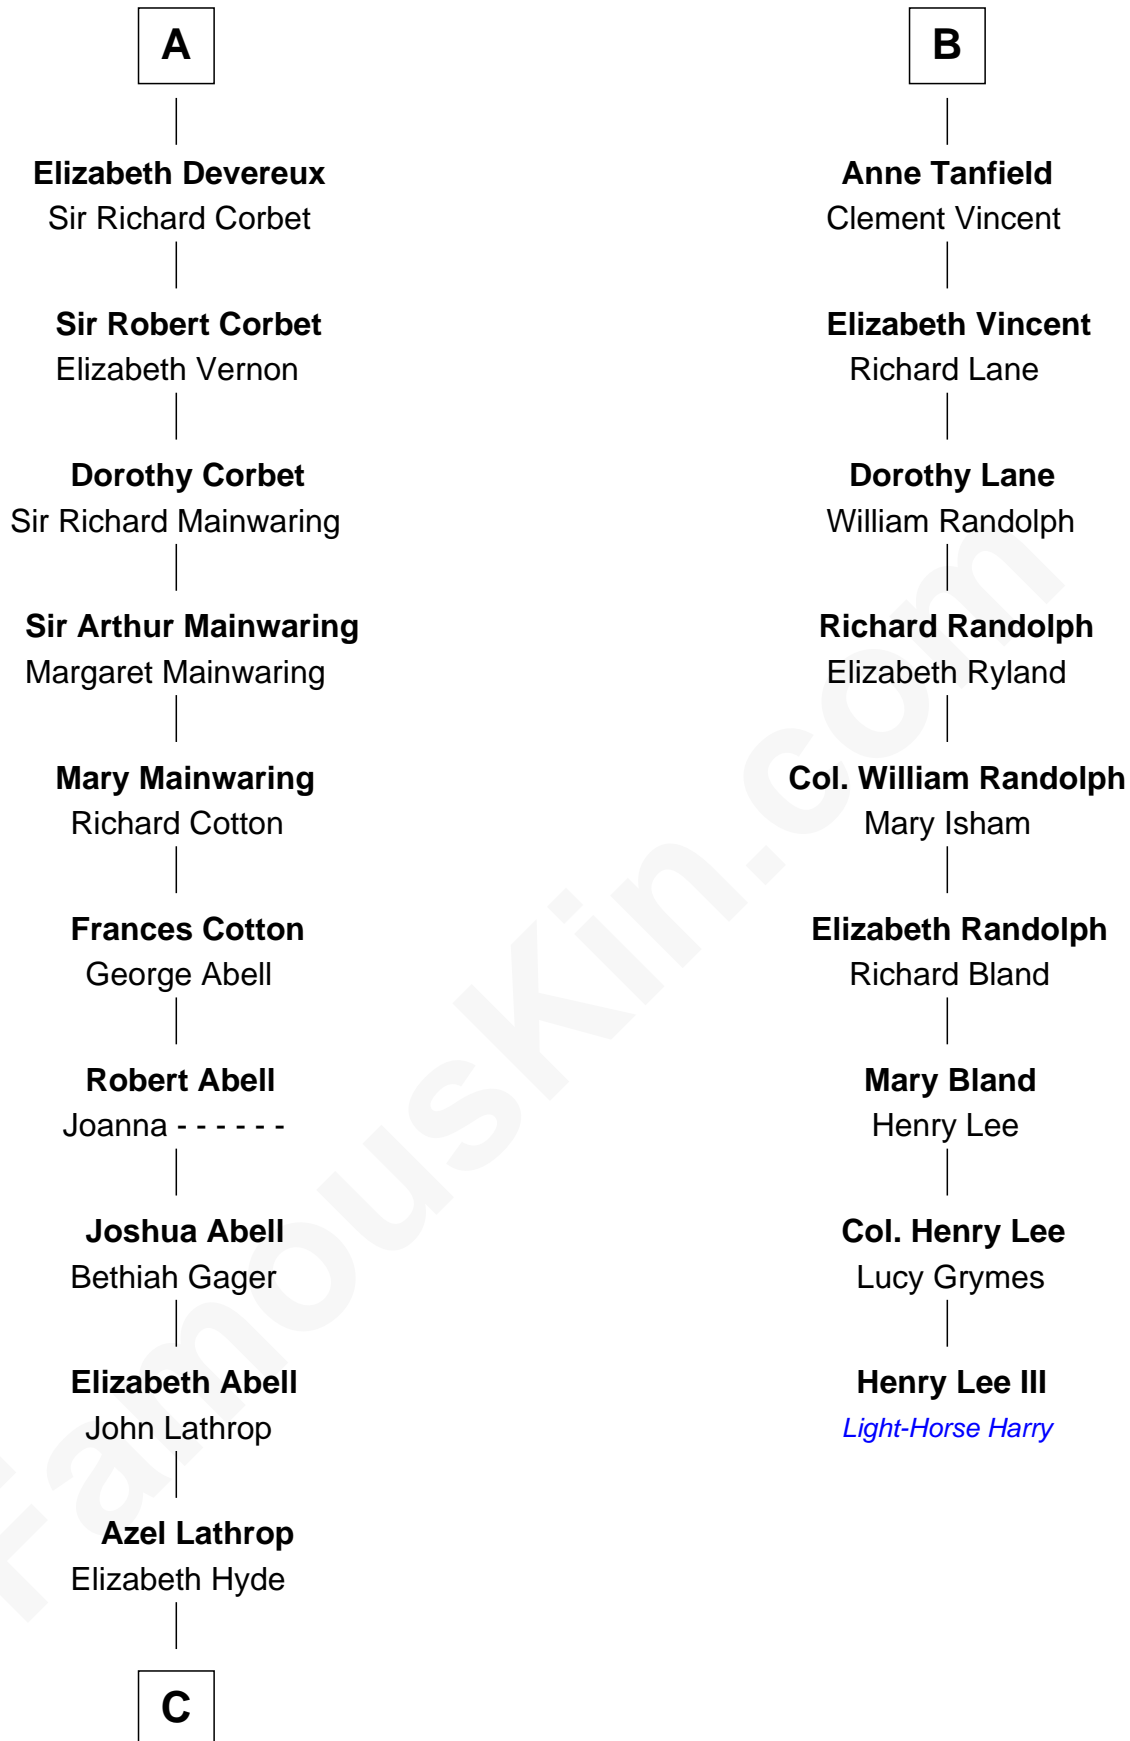 A
Elizabeth Devereux
Sir Richard Corbet
Sir Robert Corbet
Elizabeth Vernon
Dorothy Corbet
Sir Richard Mainwaring
Sir Arthur Mainwaring
Margaret Mainwaring
Mary Mainwaring
Richard Cotton
Frances Cotton
George Abell
Robert Abell
Joanna - - - - - -
Joshua Abell
Bethiah Gager
Elizabeth Abell
John Lathrop
Azel Lathrop
Elizabeth Hyde
C
B
Anne Tanfield
Clement Vincent
Elizabeth Vincent
Richard Lane
Dorothy Lane
William Randolph
Richard Randolph
Elizabeth Ryland
Col. William Randolph
Mary Isham
Elizabeth Randolph
Richard Bland
Mary Bland
Henry Lee
Col. Henry Lee
Lucy Grymes
Henry Lee III
Light-Horse Harry
FamousKin.com